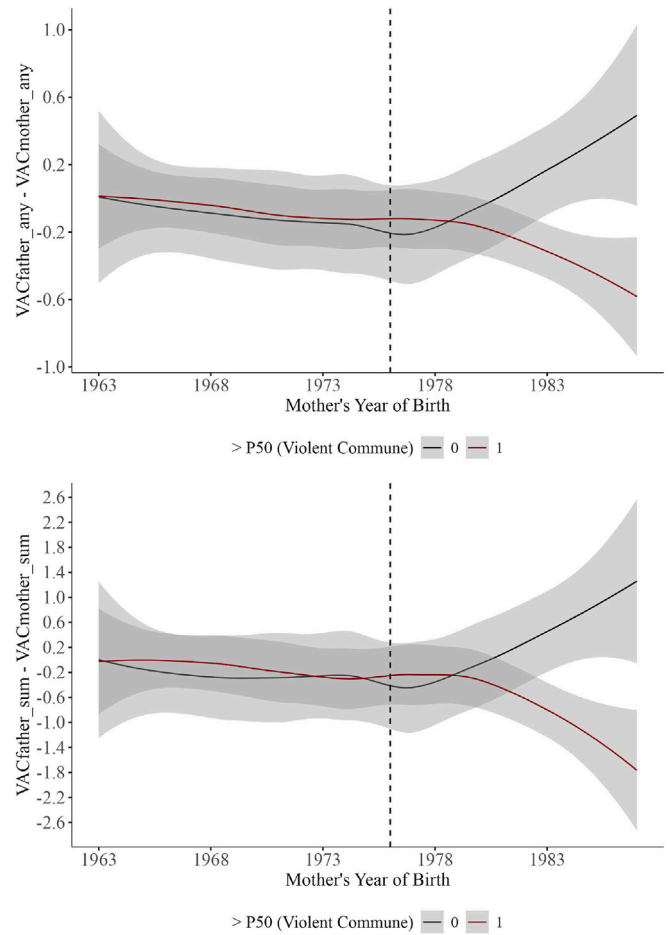 VACfather_any - VACmother_any
1.0
0.6
0.2
-0.2
-0.6
-1.0
1963 1968 1973 1978 1983
Mother's Year of Birth
> P50 (Violent Commune) 0 1
VACfather_sum - VACmother_sum
2.6
2.2
1.8
1.4
1.0
0.6
0.2
-0.2
-0.6
-1.0
-1.4
-1.8
-2.2
-2.6
1963 1968 1973 1978 1983
Mother's Year of Birth
> P50 (Violent Commune) 0 1